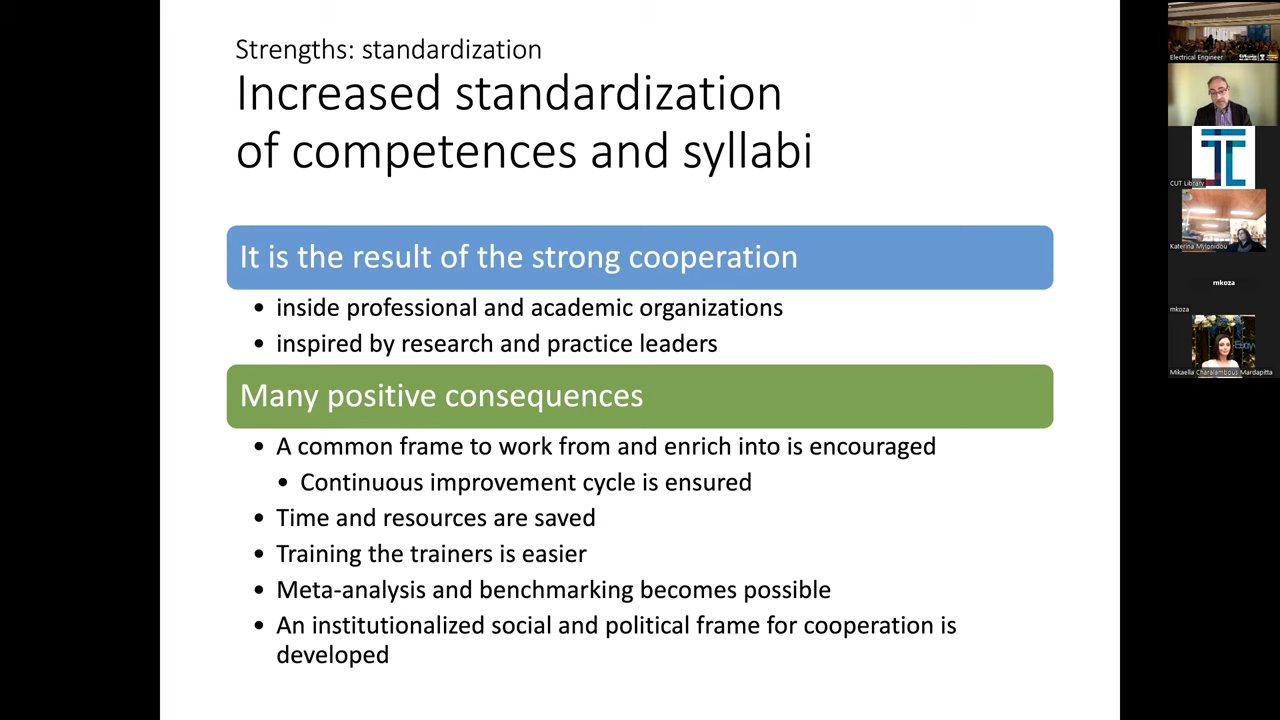 Strengths: standardization
Increased standardization
of competences and syllabi
It is the result of the strong cooperation
• inside professional and academic organizations
• inspired by research and practice leaders
Many positive consequences
• A common frame to work from and enrich into is encouraged
• Continuous improvement cycle is ensured
• Time and resources are saved
• Training the trainers is easier
• Meta-analysis and benchmarking becomes possible
• An institutionalized social and political frame for cooperation is
developed
Electrical Engineer
CUT Library
Katerina Mylonidou
mkoza
mkoza
Mikaella Charalambous Mardapitta